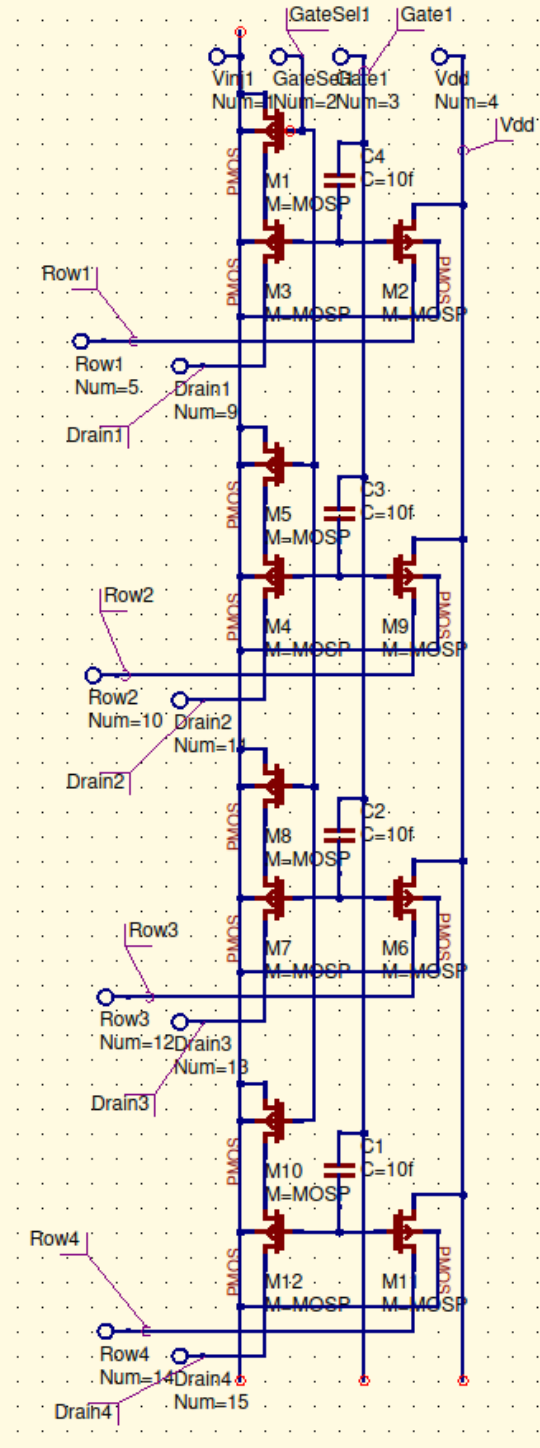 GateSel1
Gate1
Vinj1
GateSel1
Gate1
Vdd
Num=1
Num=2
Num=3
Num=4
Vdd
PMOS
M1
M=MOSP
C4
C=10f
PMOS
M3
M=MOSP
M2
M=MOSP
PMOS
Row1
Row1
Num=5
Drain1
Num=9
Drain1
PMOS
M5
M=MOSP
C3
C=10f
PMOS
M4
M=MOSP
M9
M=MOSP
PMOS
Row2
Row2
Num=10
Drain2
Num=11
Drain2
PMOS
M8
M=MOSP
C2
C=10f
PMOS
M7
M=MOSP
M6
M=MOSP
PMOS
Row3
Row3
Num=12
Drain3
Num=13
Drain3
PMOS
M10
M=MOSP
C1
C=10f
PMOS
M12
M=MOSP
M11
M=MOSP
PMOS
Row4
Row4
Num=14
Drain4
Num=15
Drain4